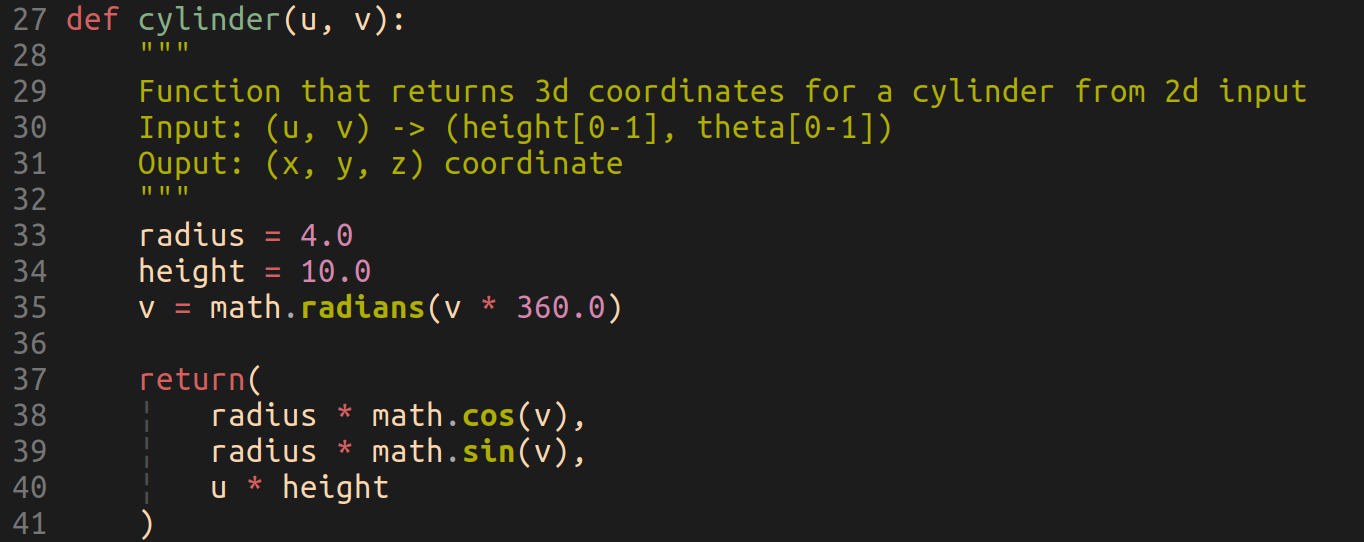 27 def cylinder(u, v):
28     """
29     Function that returns 3d coordinates for a cylinder from 2d input
30     Input: (u, v) -> (height[0-1], theta[0-1])
31     Ouput: (x, y, z) coordinate
32     """
33     radius = 4.0
34     height = 10.0
35     v = math.radians(v * 360.0)
36
37     return(
38         radius * math.cos(v),
39         radius * math.sin(v),
40         u * height
41     )